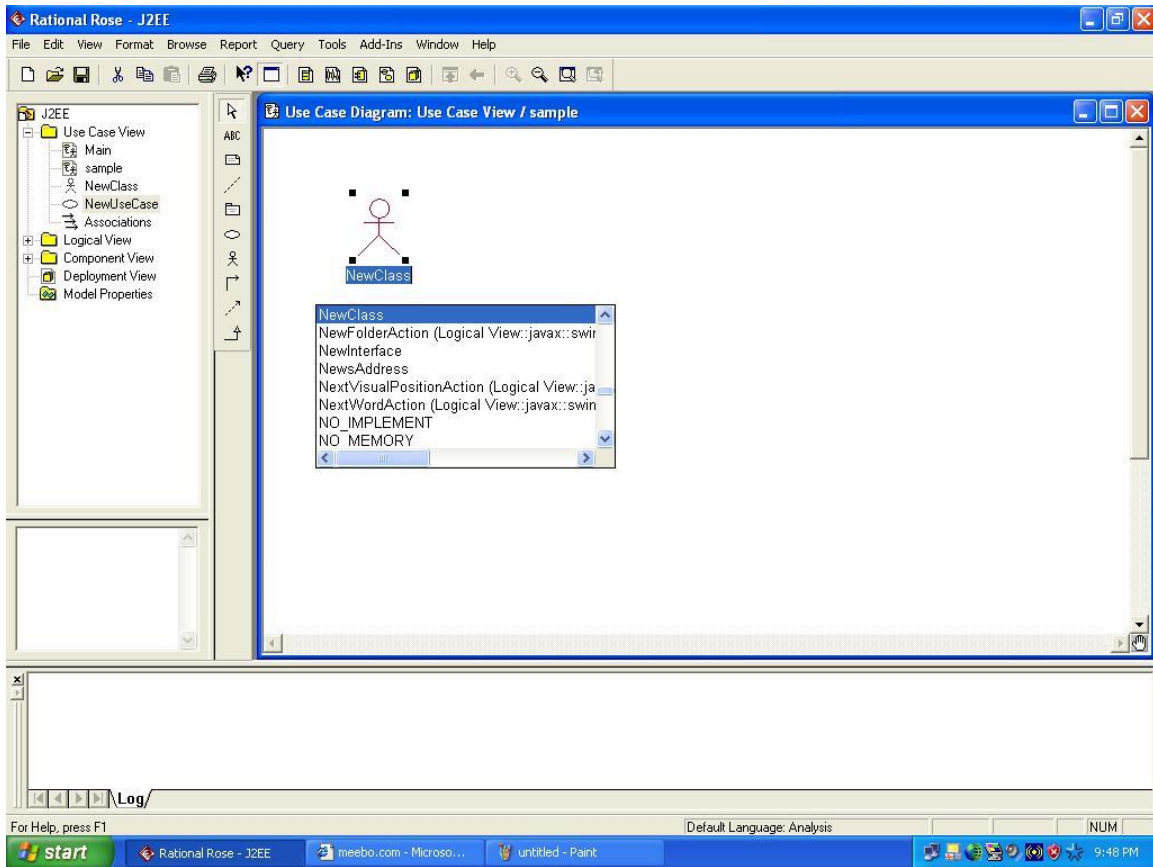 Rational Rose - J2EE
File Edit View Format Browse Report Query Tools Add-Ins Window Help
J2EE
Use Case View
Main
sample
NewClass
NewUseCase
Associations
Logical View
Component View
Deployment View
Model Properties
ABC
Use Case Diagram: Use Case View / sample
NewClass
NewClass
NewFolderAction (Logical View::javax::swir
NewInterface
NewsAddress
NextVisualPositionAction (Logical View::ja
NextWordAction (Logical View::javax::swin
NO_IMPLEMENT
NO_MEMORY
Log
For Help, press F1
Default Language: Analysis
NUM
start
Rational Rose - J2EE
meebo.com - Microso...
untitled - Paint
9:48 PM